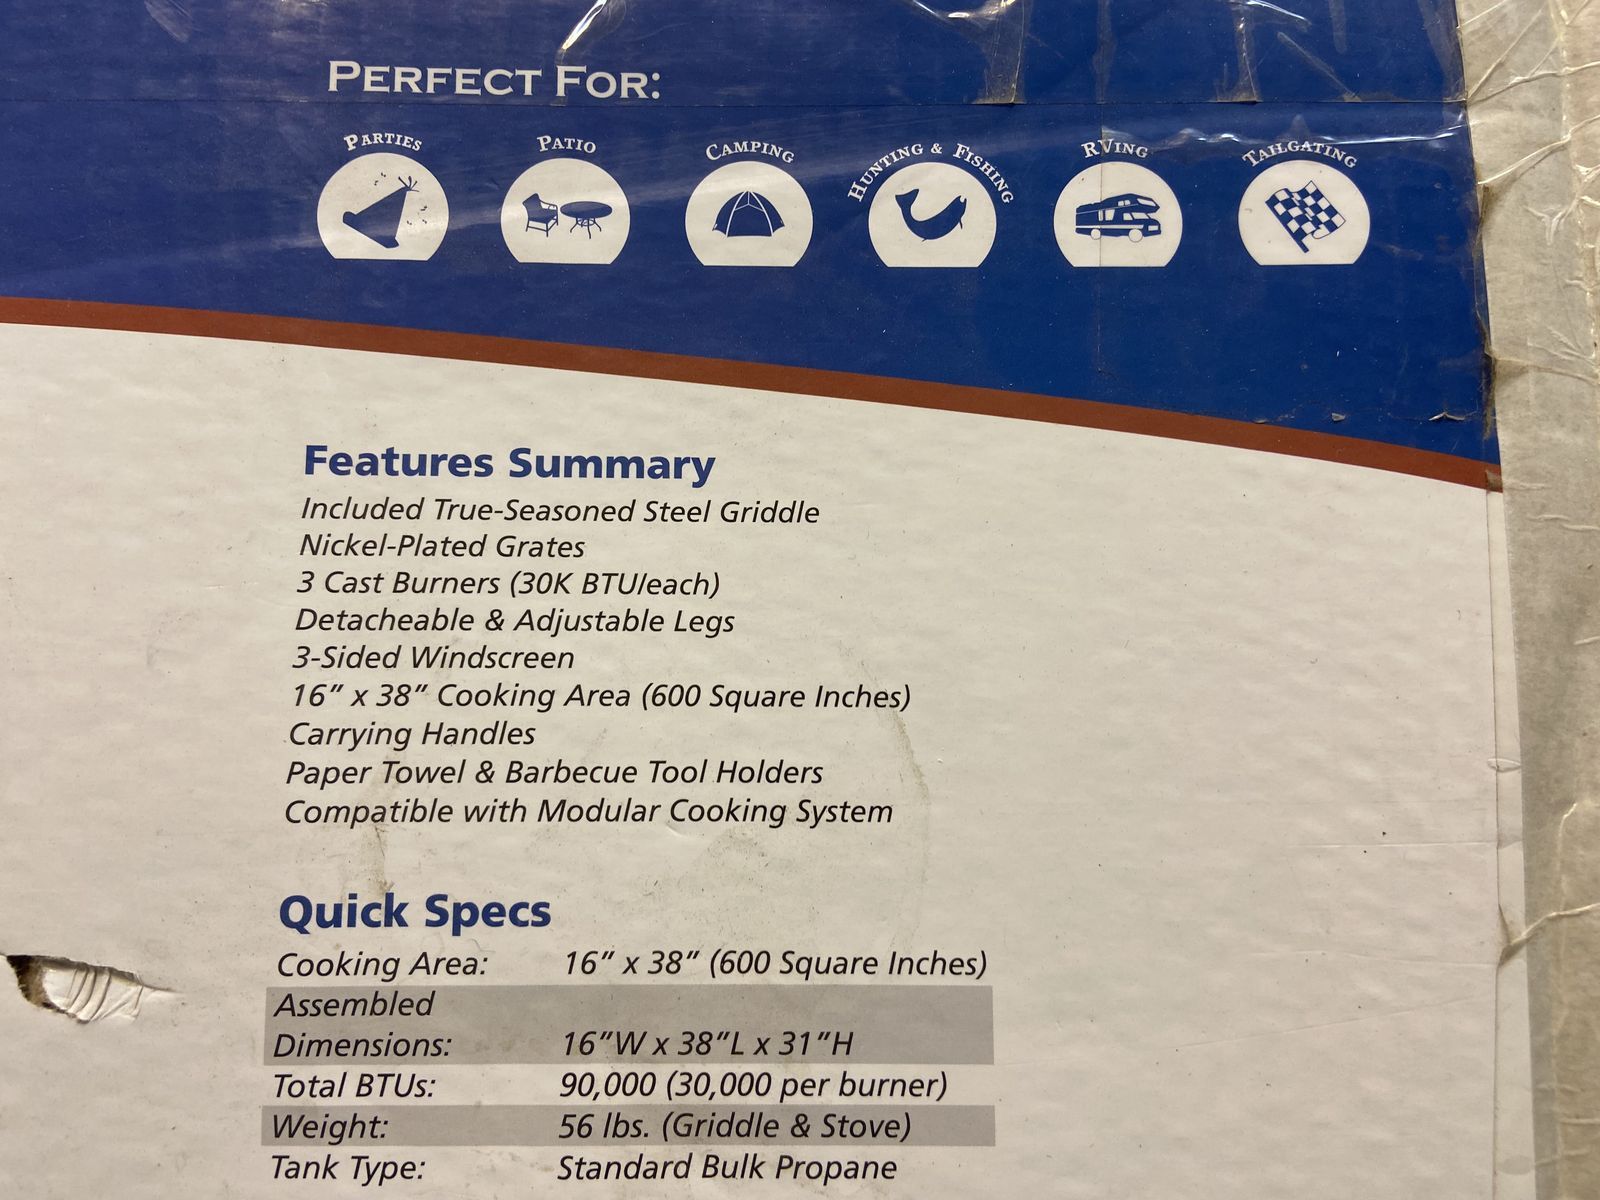 PERFECT FOR:
PARTIES
PATIO
CAMPING
HUNTING & FISHING
RVING
TAILGATING
Features Summary
Included True-Seasoned Steel Griddle
Nickel-Plated Grates
3 Cast Burners (30K BTU/each)
Detacheable & Adjustable Legs
3-Sided Windscreen
16” x 38” Cooking Area (600 Square Inches)
Carrying Handles
Paper Towel & Barbecue Tool Holders
Compatible with Modular Cooking System
Quick Specs
Cooking Area: 16” x 38” (600 Square Inches)
Assembled
Dimensions: 16”W x 38”L x 31”H
Total BTUs: 90,000 (30,000 per burner)
Weight: 56 lbs. (Griddle & Stove)
Tank Type: Standard Bulk Propane